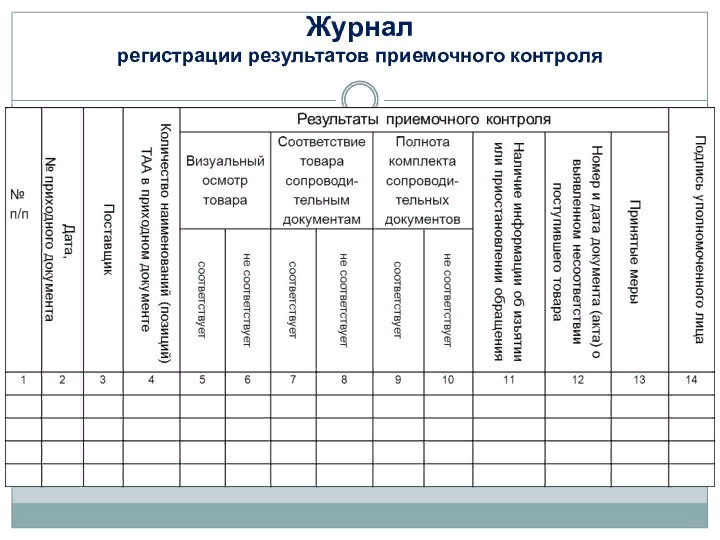 Журнал
регистрации результатов приемочного контроля
№
п/п
Дата,
№ приходного документа
Поставщик
Количество наименований (позиций)
ТАА в приходном документе
Результаты приемочного контроля
Визуальный
осмотр
товара
соответствует
не соответствует
Соответствие
товара
сопроводи-
тельным
документам
соответствует
не соответствует
Полнота
комплекта
сопроводи-
тельных
документов
соответствует
не соответствует
Наличие информации об изъятии
или приостановлении обращения
Номер и дата документа (акта) о
выявленном несоответствии
поступившего товара
Принятые меры
Подпись уполномоченного лица
1 2 3 4 5 6 7 8 9 10 11 12 13 14